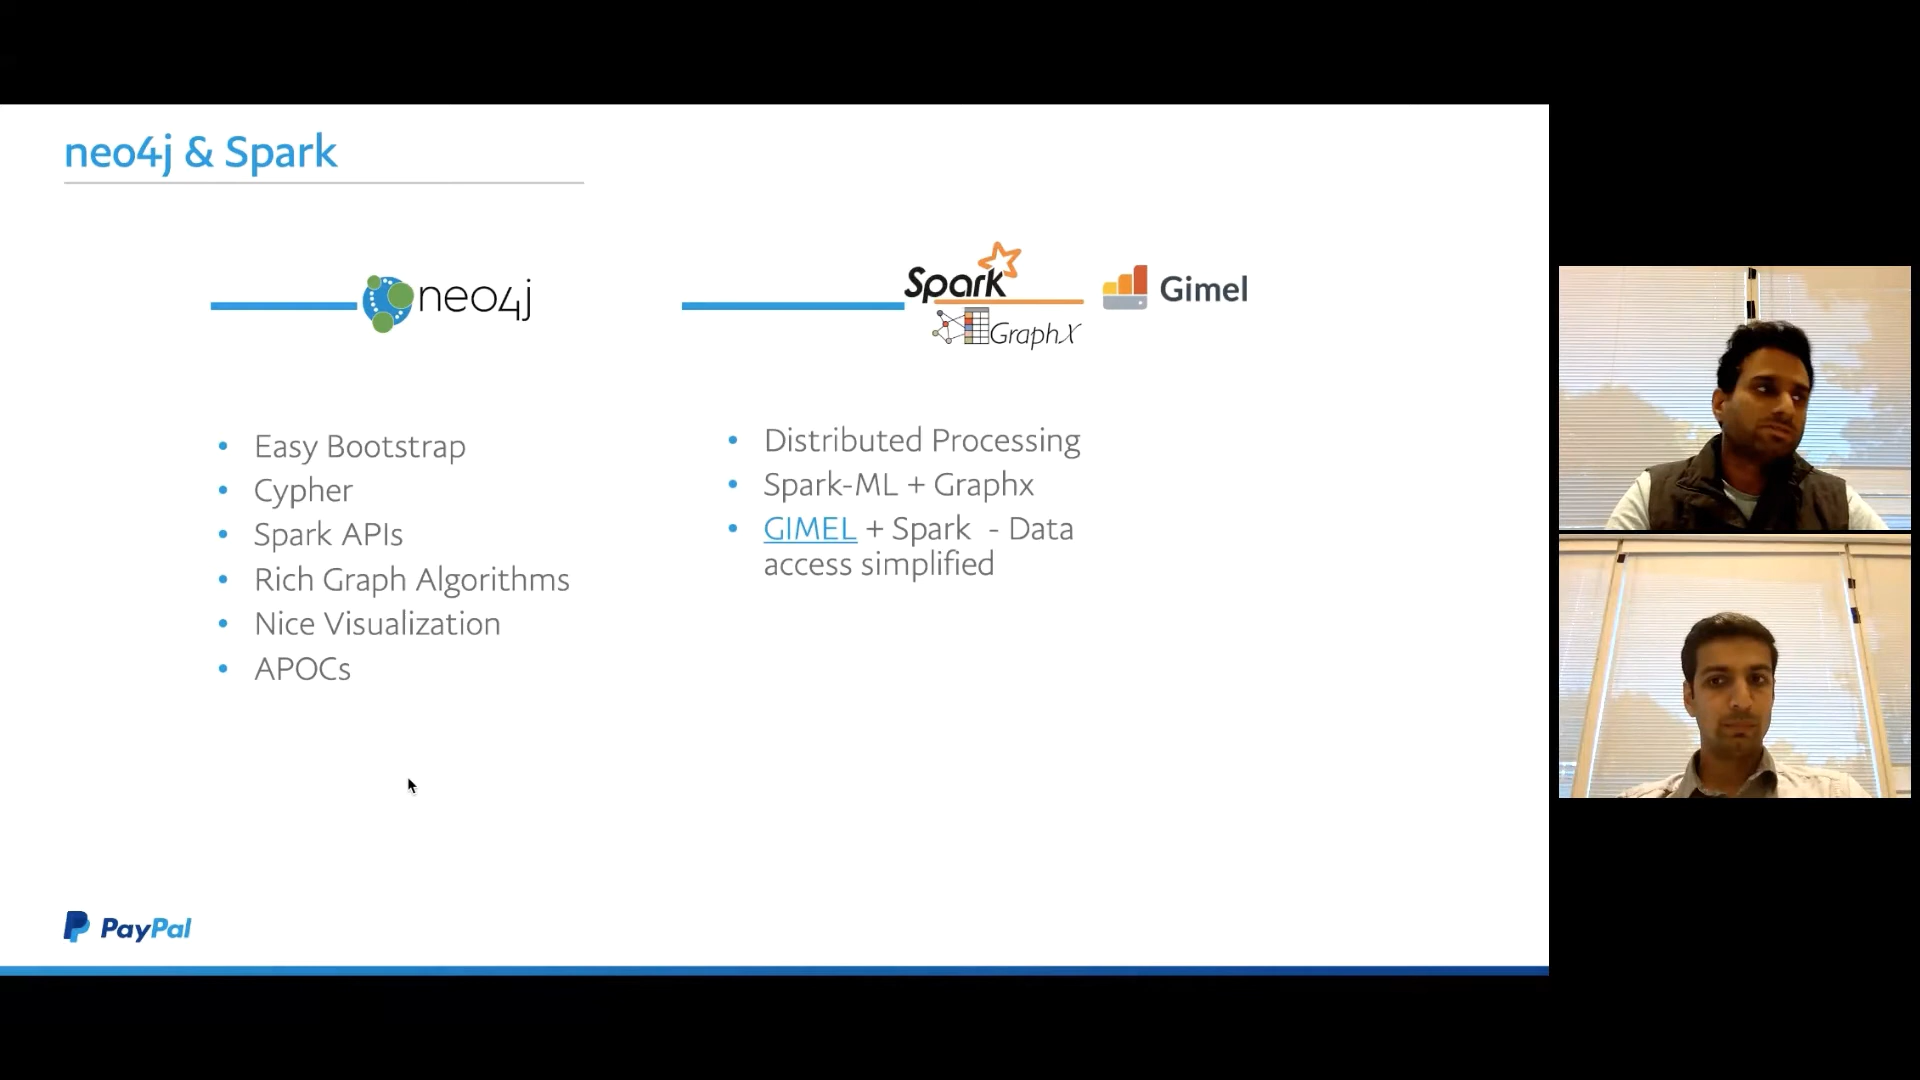 neo4j & Spark
neo4j
Spark
GraphX
Gimel
• Easy Bootstrap
• Cypher
• Spark APIs
• Rich Graph Algorithms
• Nice Visualization
• APOCs
• Distributed Processing
• Spark-ML + Graphx
• GIMEL + Spark - Data
access simplified
PayPal